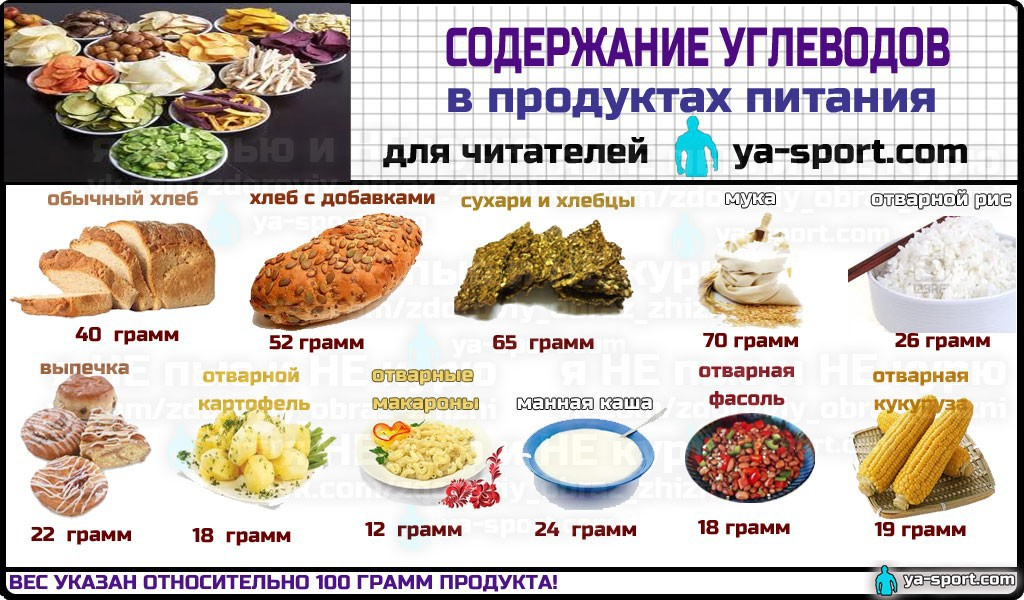 СОДЕРЖАНИЕ УГЛЕВОДОВ
в продуктах питания
для читателей ya-sport.com
обычный хлеб
хлеб с добавками
сухари и хлебцы
мука
отварной рис
40 грамм
52 грамм
65 грамм
70 грамм
26 грамм
выпечка
отварной
картофель
отварные
макароны
манная каша
отварная
фасоль
отварная
кукуруза
22 грамм
18 грамм
12 грамм
24 грамм
18 грамм
19 грамм
ВЕС УКАЗАН ОТНОСИТЕЛЬНО 100 ГРАММ ПРОДУКТА!
ya-sport.com